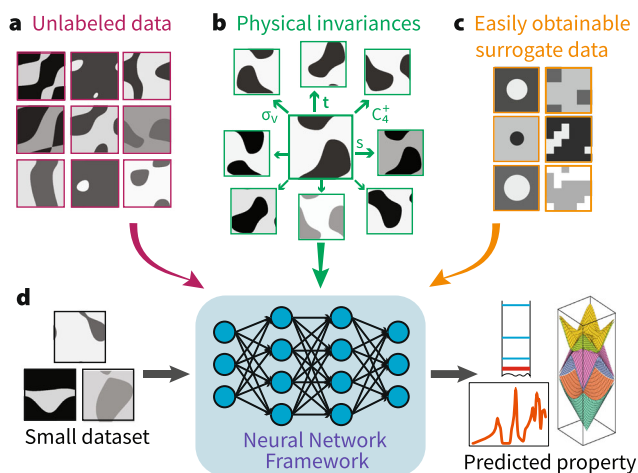 a Unlabeled data
b Physical invariances
c Easily obtainable
surrogate data
σv
t
C4+
s
d
Small dataset
Neural Network
Framework
Predicted property